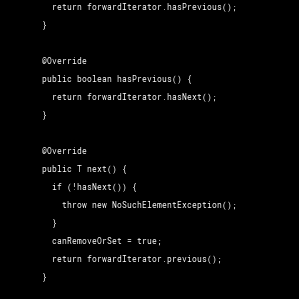 return forwardIterator.hasPrevious();
}
@Override
public boolean hasPrevious() {
return forwardIterator.hasNext();
}
@Override
public T next() {
if (!hasNext()) {
throw new NoSuchElementException();
}
canRemoveOrSet = true;
return forwardIterator.previous();
}